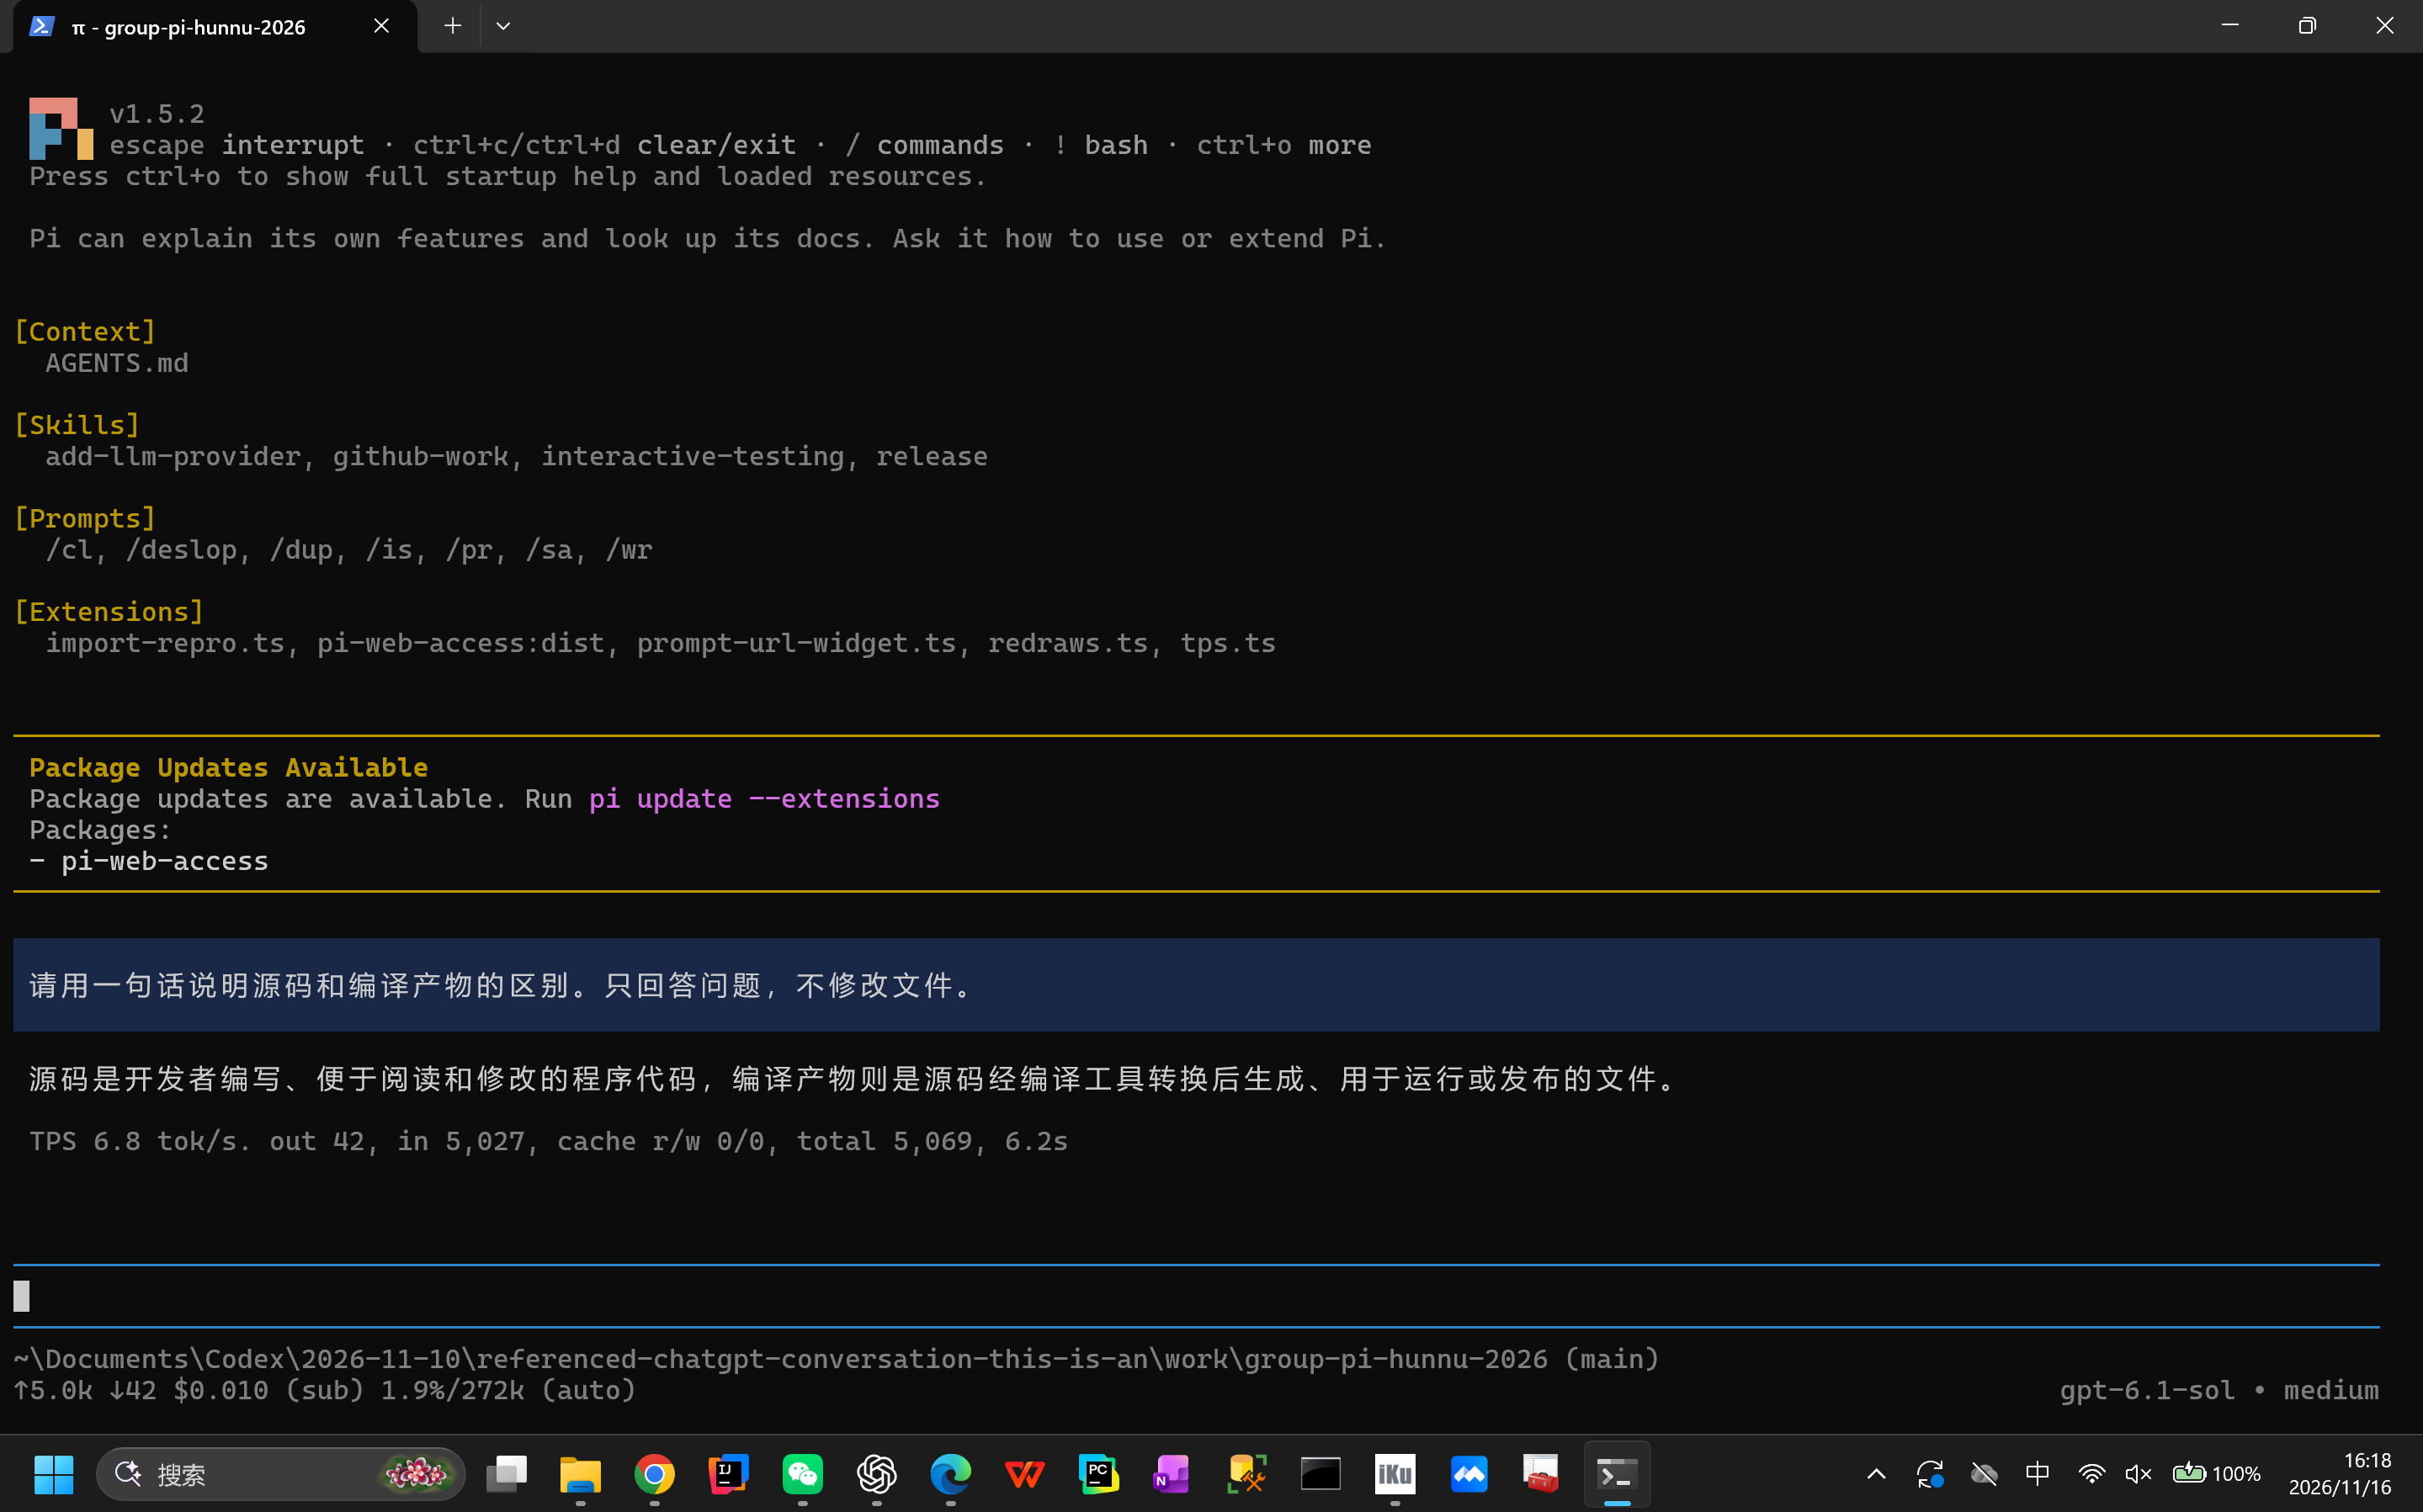 π - group-pi-hunnu-2026
v1.5.2
escape interrupt · ctrl+c/ctrl+d clear/exit · / commands · ! bash · ctrl+o more
Press ctrl+o to show full startup help and loaded resources.
Pi can explain its own features and look up its docs. Ask it how to use or extend Pi.
[Context]
AGENTS.md
[Skills]
add-llm-provider, github-work, interactive-testing, release
[Prompts]
/cl, /deslop, /dup, /is, /pr, /sa, /wr
[Extensions]
import-repro.ts, pi-web-access:dist, prompt-url-widget.ts, redraws.ts, tps.ts
Package Updates Available
Package updates are available. Run pi update --extensions
Packages:
- pi-web-access
请用一句话说明源码和编译产物的区别。只回答问题，不修改文件。
源码是开发者编写、便于阅读和修改的程序代码，编译产物则是源码经编译工具转换后生成、用于运行或发布的文件。
TPS 6.8 tok/s. out 42, in 5,027, cache r/w 0/0, total 5,069, 6.2s
~\Documents\Codex\2026-11-10\referenced-chatgpt-conversation-this-is-an\work\group-pi-hunnu-2026 (main)
↑5.0k ↓42 $0.010 (sub) 1.9%/272k (auto) gpt-6.1-sol • medium
搜索
IJ
PC
N
iKu
中
100%
16:18
2026/11/16